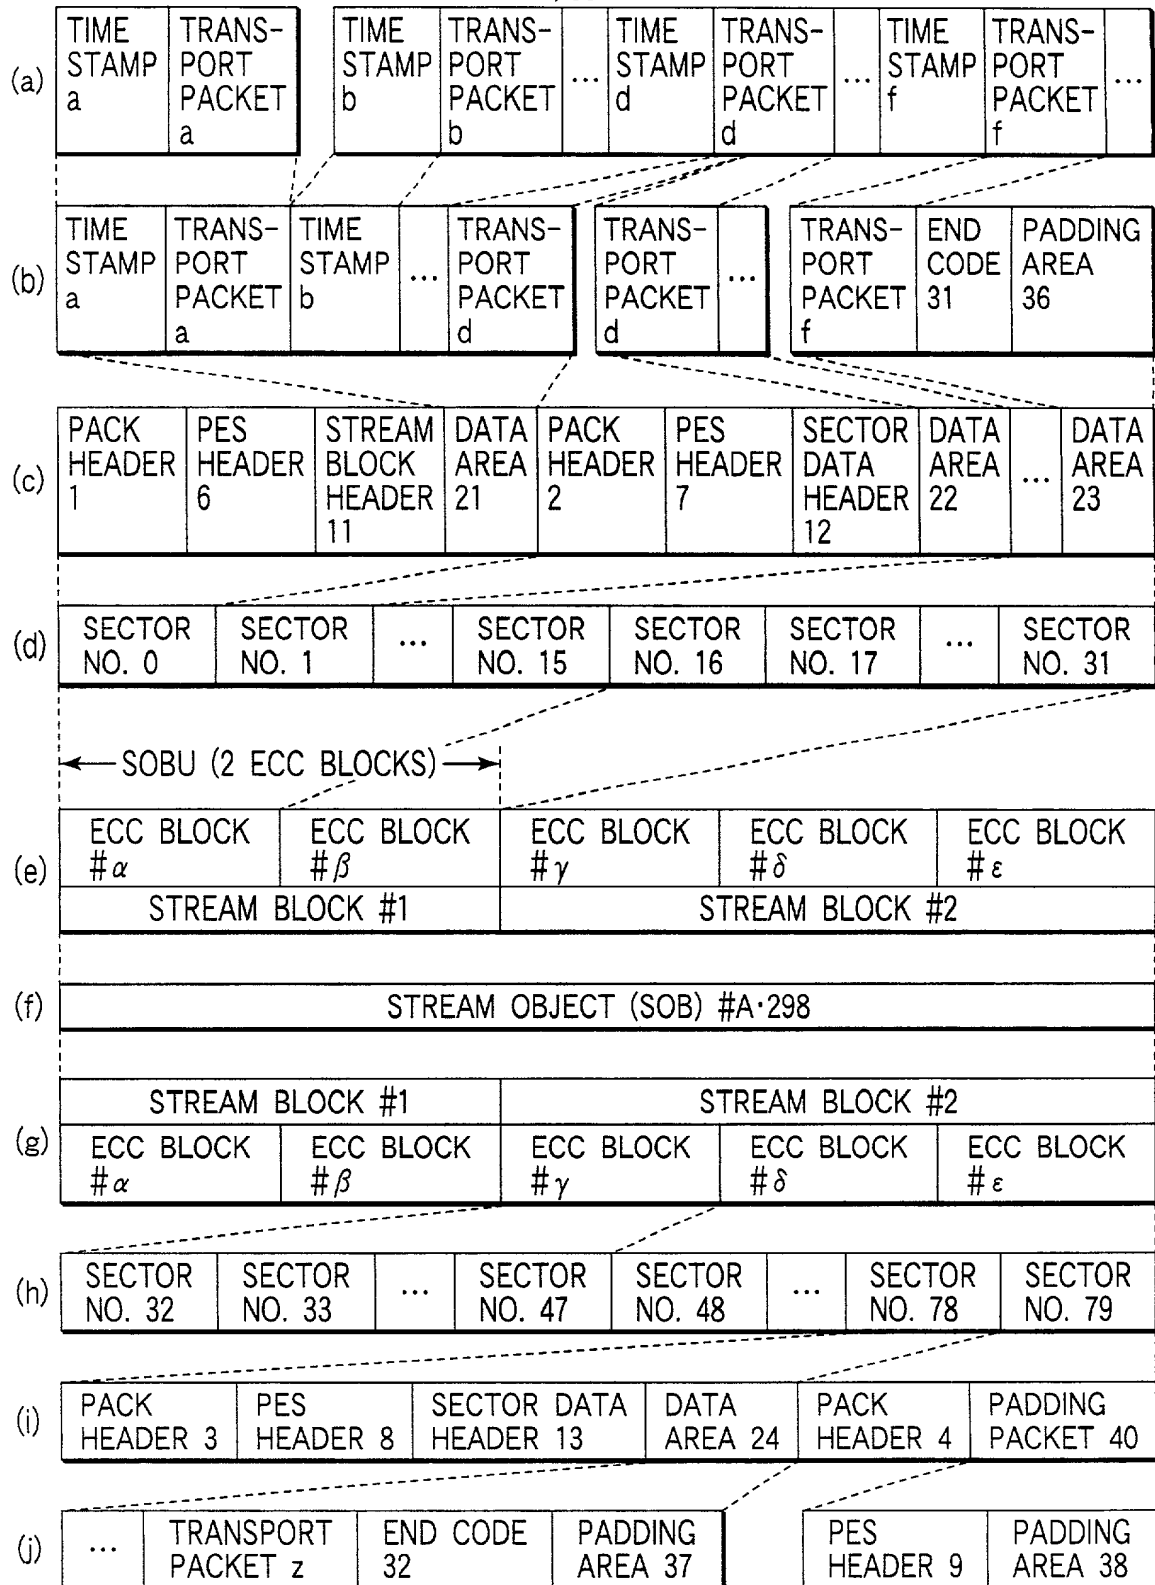 (a)
TIME STAMP a
TRANS-PORT PACKET a
TIME STAMP b
TRANS-PORT PACKET b
...
TIME STAMP d
TRANS-PORT PACKET d
...
TIME STAMP f
TRANS-PORT PACKET f
...
(b)
TIME STAMP a
TRANS-PORT PACKET a
TIME STAMP b
...
TRANS-PORT PACKET d
TRANS-PORT PACKET d
...
TRANS-PORT PACKET f
END CODE 31
PADDING AREA 36
(c)
PACK HEADER 1
PES HEADER 6
STREAM BLOCK HEADER 11
DATA AREA 21
PACK HEADER 2
PES HEADER 7
SECTOR DATA HEADER 12
DATA AREA 22
...
DATA AREA 23
(d)
SECTOR NO. 0
SECTOR NO. 1
...
SECTOR NO. 15
SECTOR NO. 16
SECTOR NO. 17
...
SECTOR NO. 31
SOBU (2 ECC BLOCKS)
(e)
ECC BLOCK #α
ECC BLOCK #β
ECC BLOCK #γ
ECC BLOCK #δ
ECC BLOCK #ε
STREAM BLOCK #1
STREAM BLOCK #2
(f)
STREAM OBJECT (SOB) #A·298
(g)
STREAM BLOCK #1
STREAM BLOCK #2
ECC BLOCK #α
ECC BLOCK #β
ECC BLOCK #γ
ECC BLOCK #δ
ECC BLOCK #ε
(h)
SECTOR NO. 32
SECTOR NO. 33
...
SECTOR NO. 47
SECTOR NO. 48
...
SECTOR NO. 78
SECTOR NO. 79
(i)
PACK HEADER 3
PES HEADER 8
SECTOR DATA HEADER 13
DATA AREA 24
PACK HEADER 4
PADDING PACKET 40
(j)
...
TRANSPORT PACKET z
END CODE 32
PADDING AREA 37
PES HEADER 9
PADDING AREA 38